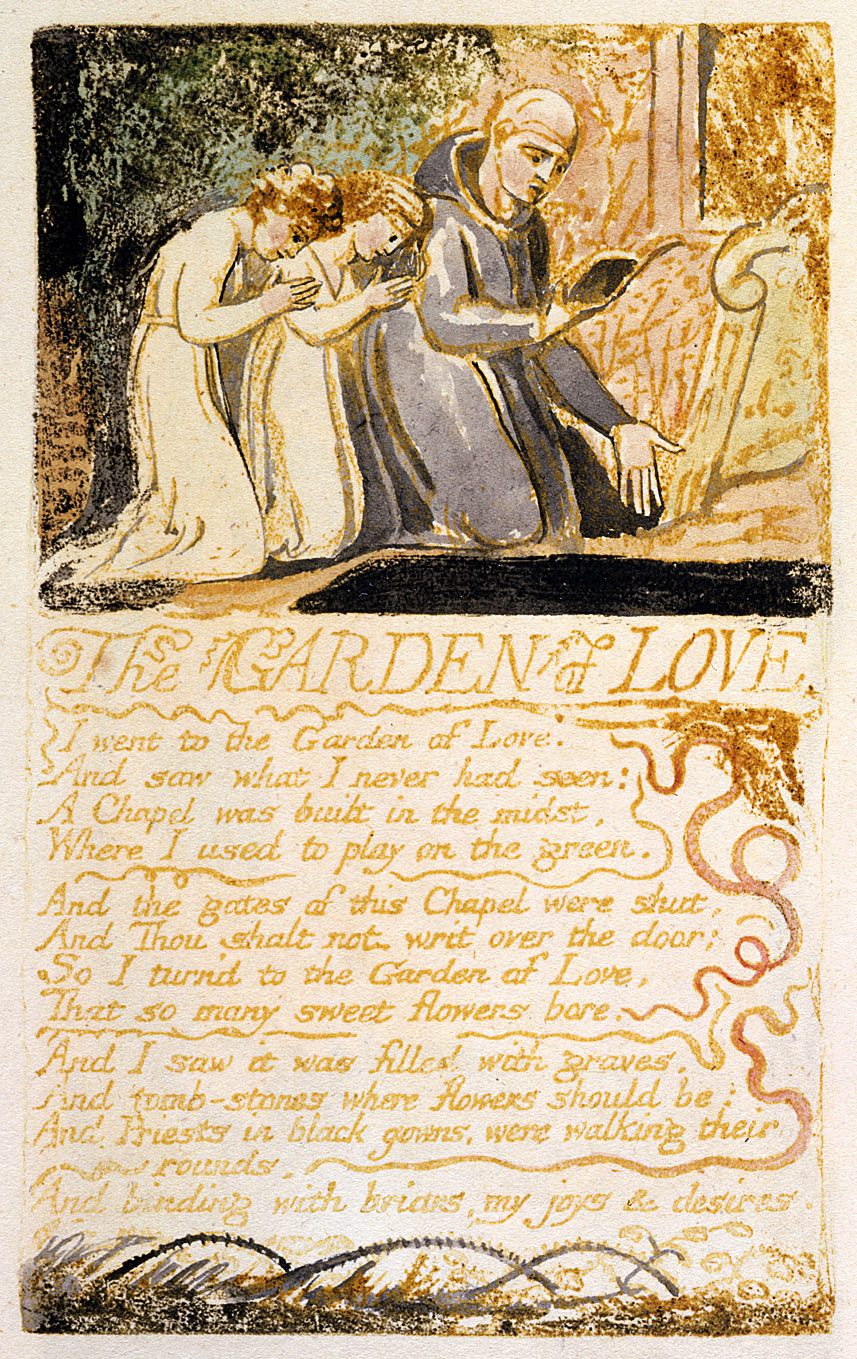 The GARDEN of LOVE
I went to the Garden of Love.
And saw what I never had seen:
A Chapel was built in the midst,
Where I used to play on the green.
And the gates of this Chapel were shut,
And Thou shalt not. writ over the door;
So I turn'd to the Garden of Love,
That so many sweet flowers bore.
And I saw it was filled with graves,
And tomb-stones where flowers should be:
And Priests in black gowns, were walking their
rounds,
And binding with briars, my joys & desires.